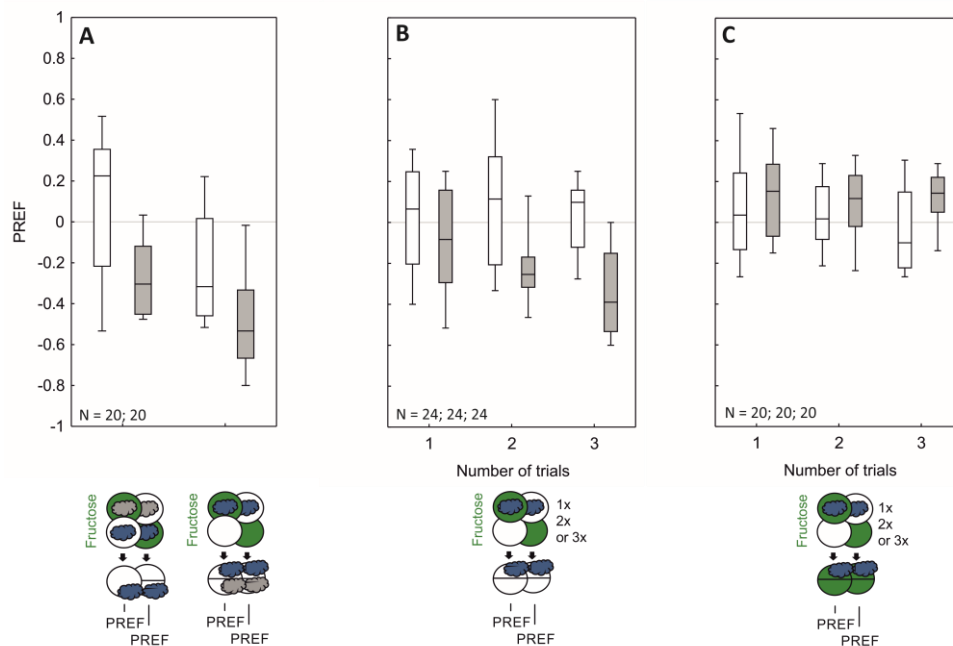 A
B
C
1
0.8
0.6
0.4
0.2
0
-0.2
-0.4
-0.6
-0.8
-1
PREF
N = 20; 20
N = 24; 24; 24
N = 20; 20; 20
1 2 3
Number of trials
1 2 3
Number of trials
Fructose
PREF
PREF
Fructose
PREF
PREF
Fructose
1x
2x
or 3x
PREF
PREF
Fructose
1x
2x
or 3x
PREF
PREF